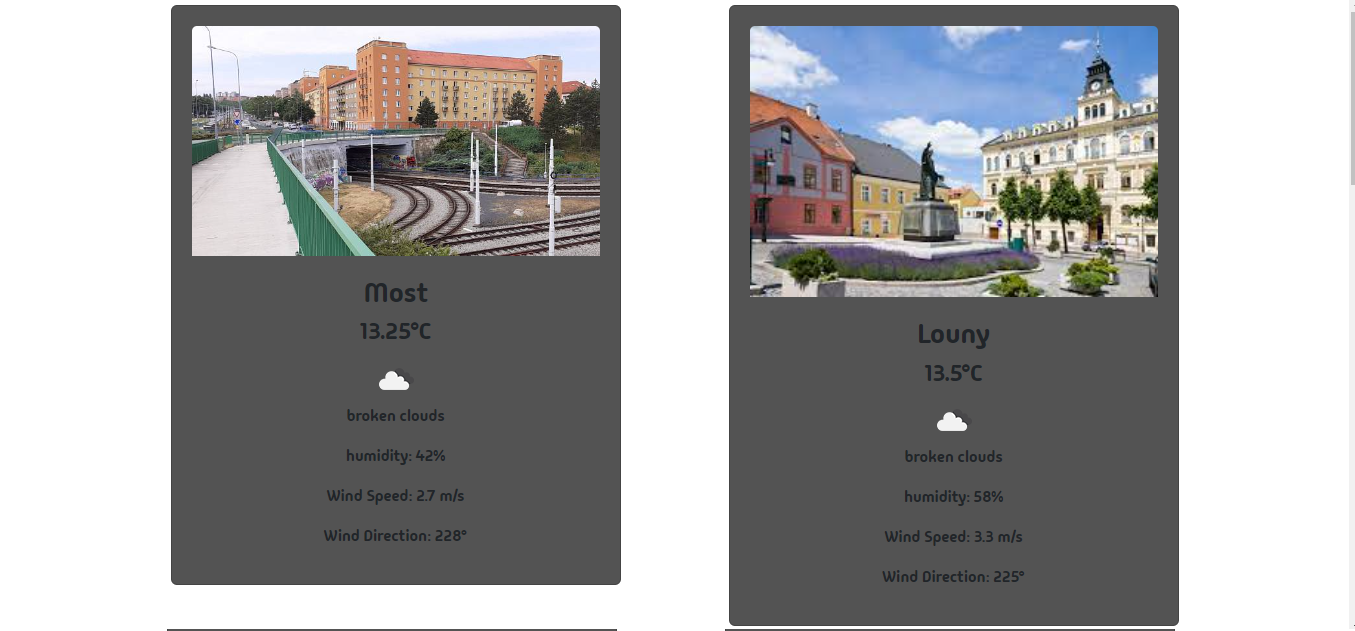 Most
13.25°C
broken clouds
humidity: 42%
Wind Speed: 2.7 m/s
Wind Direction: 228°
Louny
13.5°C
broken clouds
humidity: 58%
Wind Speed: 3.3 m/s
Wind Direction: 225°